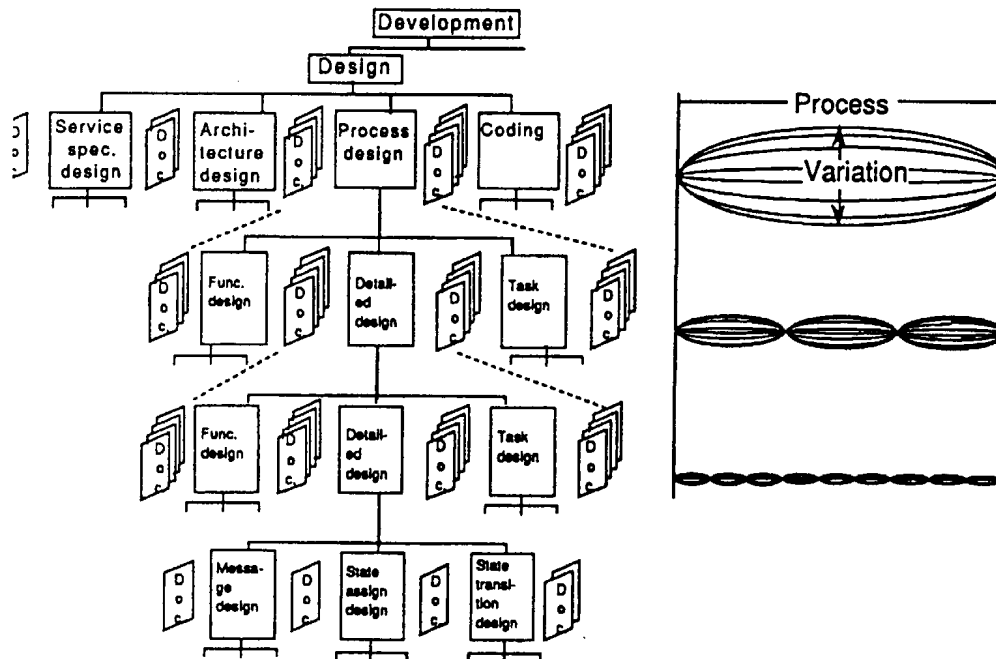 Development
Design
D
o
c
Service
spec.
design
D
o
c
Archi-
tecture
design
D
o
c
Process
design
D
o
c
Coding
D
o
c
Process
Variation
D
o
c
Func.
design
D
o
c
Detail-
ed
design
D
o
c
Task
design
D
o
c
D
o
c.
Func.
design
D
o
c
Detail-
ed
design
D
o
c
Task
design
D
o
c
D
o
c
Messa-
ge
design
D
o
c
State
assign
design
D
o
c
State
transi-
tion
design
D
o
c